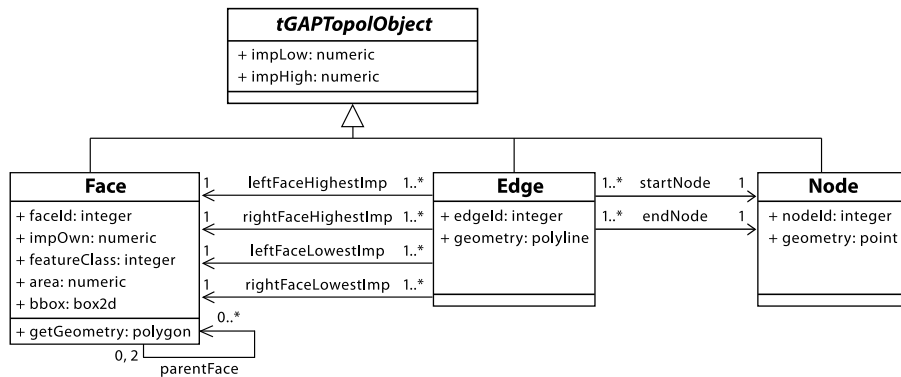 tGAPTopolObject
+ impLow: numeric
+ impHigh: numeric
Face
+ faceId: integer
+ impOwn: numeric
+ featureClass: integer
+ area: numeric
+ bbox: box2d
+ getGeometry: polygon
1 leftFaceHighestImp 1..*
1 rightFaceHighestImp 1..*
1 leftFaceLowestImp 1..*
1 rightFaceLowestImp 1..*
0..*
0, 2
parentFace
Edge
+ edgeId: integer
+ geometry: polyline
1..* startNode 1
1..* endNode 1
Node
+ nodeId: integer
+ geometry: point